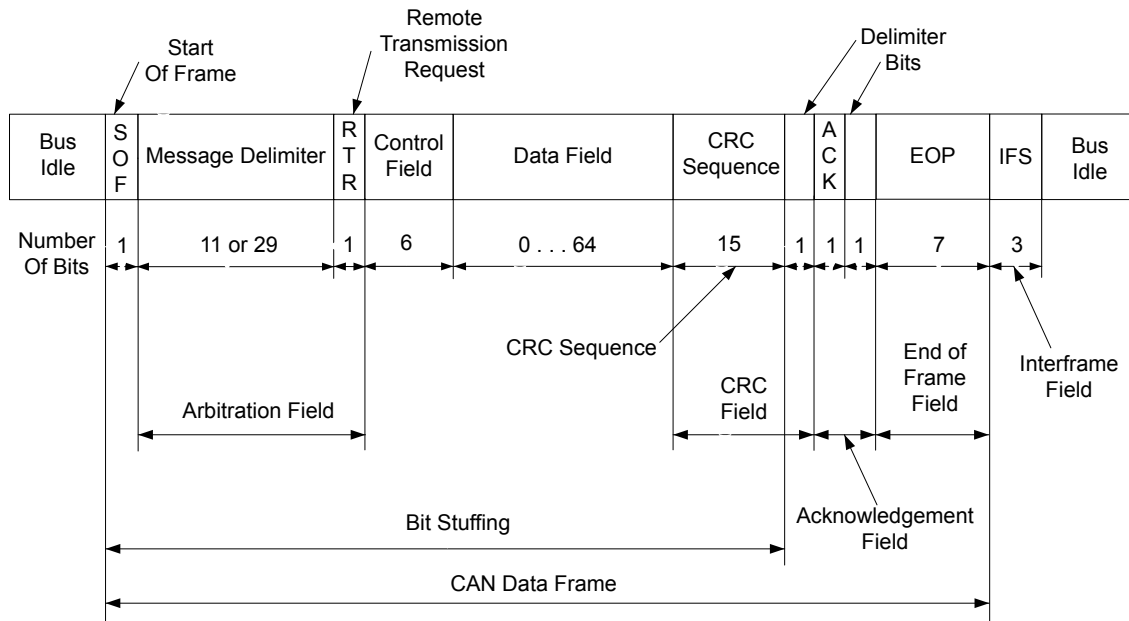 Start
Of Frame
Remote
Transmission
Request
Delimiter
Bits
Bus
Idle
S
O
F
Message Delimiter
R
T
R
Control
Field
Data Field
CRC
Sequence
A
C
K
EOP
IFS
Bus
Idle
Number
Of Bits
1
11 or 29
1
6
0 . . . 64
15
1
1
1
7
3
CRC Sequence
End of
Frame
Field
Interframe
Field
Arbitration Field
CRC
Field
Bit Stuffing
Acknowledgement
Field
CAN Data Frame